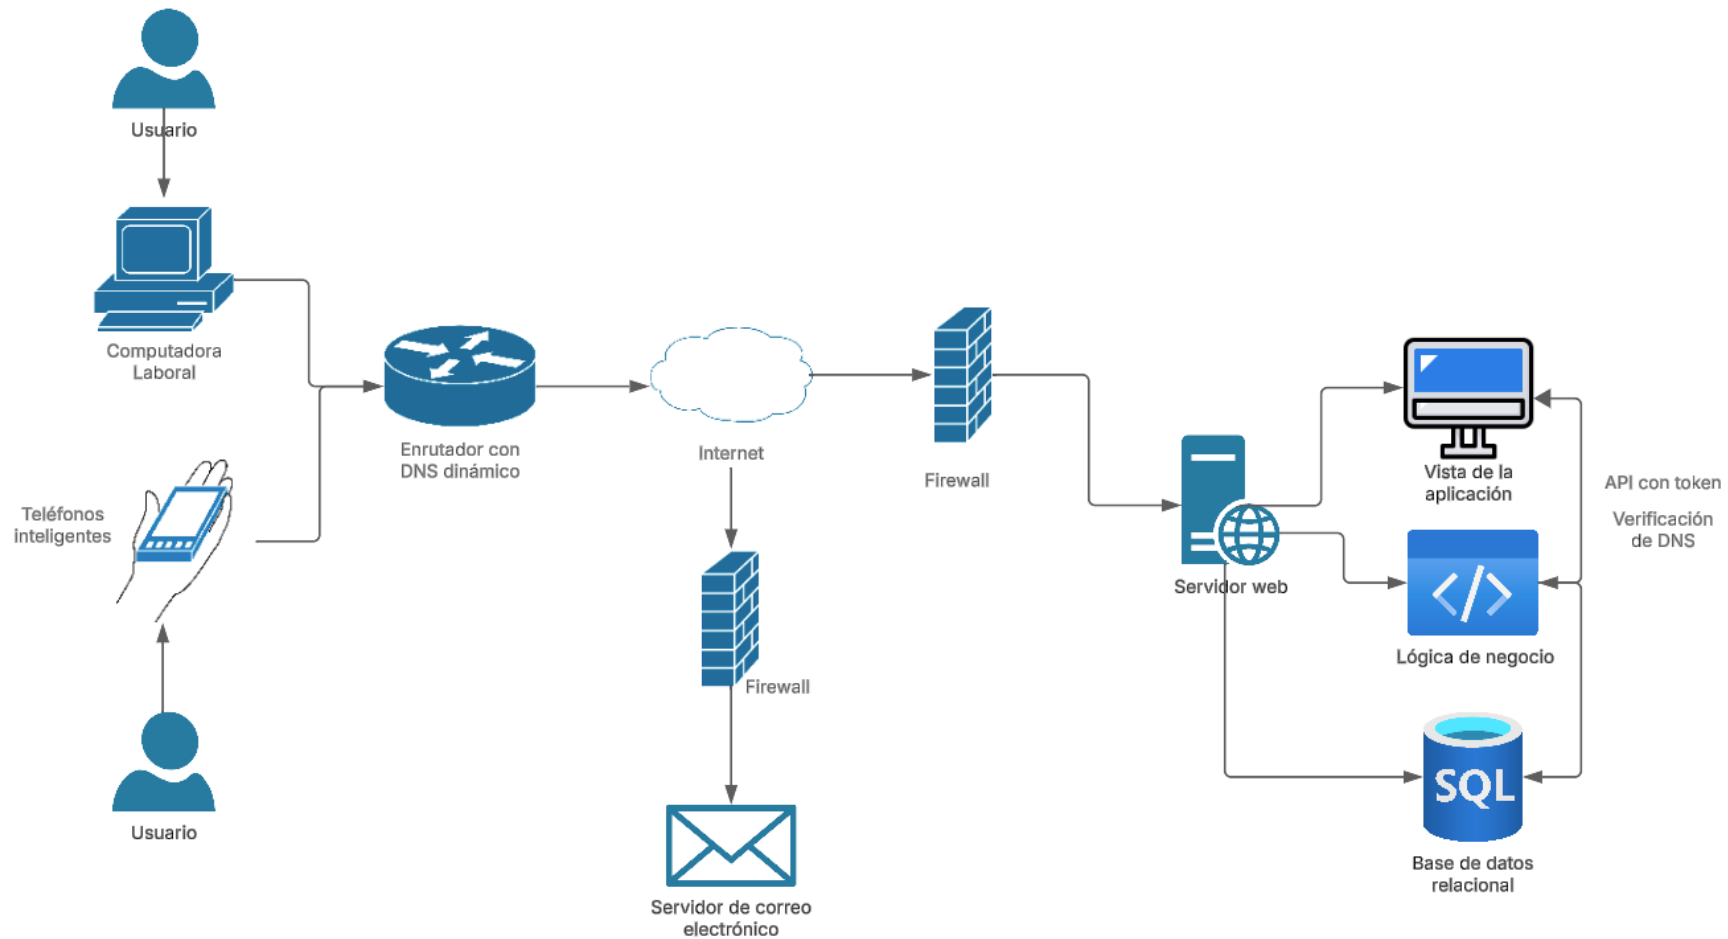 Usuario
Computadora
Laboral
Teléfonos
inteligentes
Usuario
Enrutador con
DNS dinámico
Internet
Firewall
Servidor de correo
electrónico
Firewall
Servidor web
Vista de la
aplicación
API con token
Verificación
de DNS
Lógica de negocio
SQL
Base de datos
relacional